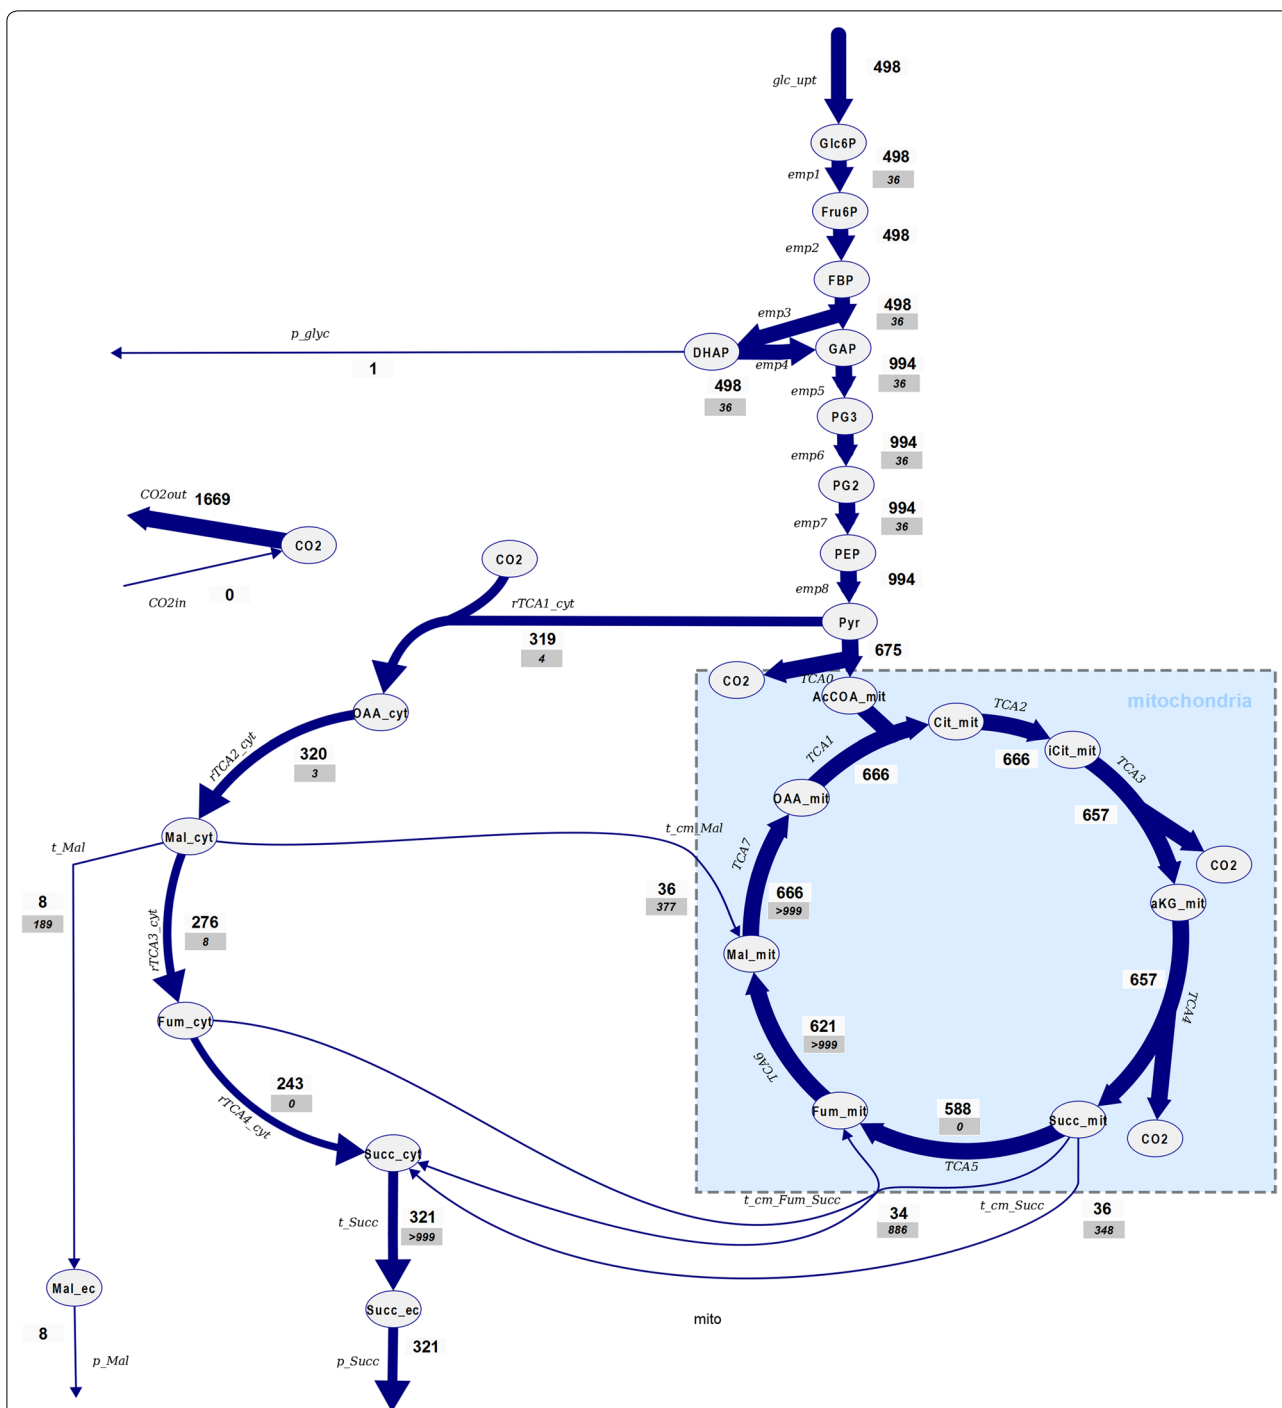 498
glc_upt
Glc6P
498
emp1
36
Fru6P
498
emp2
FBP
498
emp3
36
p_glyc
DHAP
GAP
1
emp4
994
498
emp5
36
36
PG3
994
emp6
36
PG2
CO2out
1669
994
emp7
36
CO2
CO2
PEP
994
CO2in
0
emp8
rTCA1_cyt
Pyr
319
675
4
CO2
TCA0
AcCOA_mit
mitochondria
OAA_cyt
Cit_mit
TCA2
rTCA2_cyt
320
3
TCA1
666
666
iCit_mit
TCA3
OAA_mit
657
Mal_cyt
t_cm_Mal
t_Mal
TCA7
CO2
8
189
36
377
666
>999
aKG_mit
rTCA3_cyt
276
8
Mal_mit
657
TCA4
Fum_cyt
621
>999
TCA6
243
0
rTCA4_cyt
588
0
Fum_mit
Succ_mit
CO2
Succ_cyt
TCA5
t_cm_Fum_Succ
t_cm_Succ
t_Succ
321
>999
34
886
36
348
Mal_ec
Succ_ec
mito
8
321
p_Mal
p_Succ